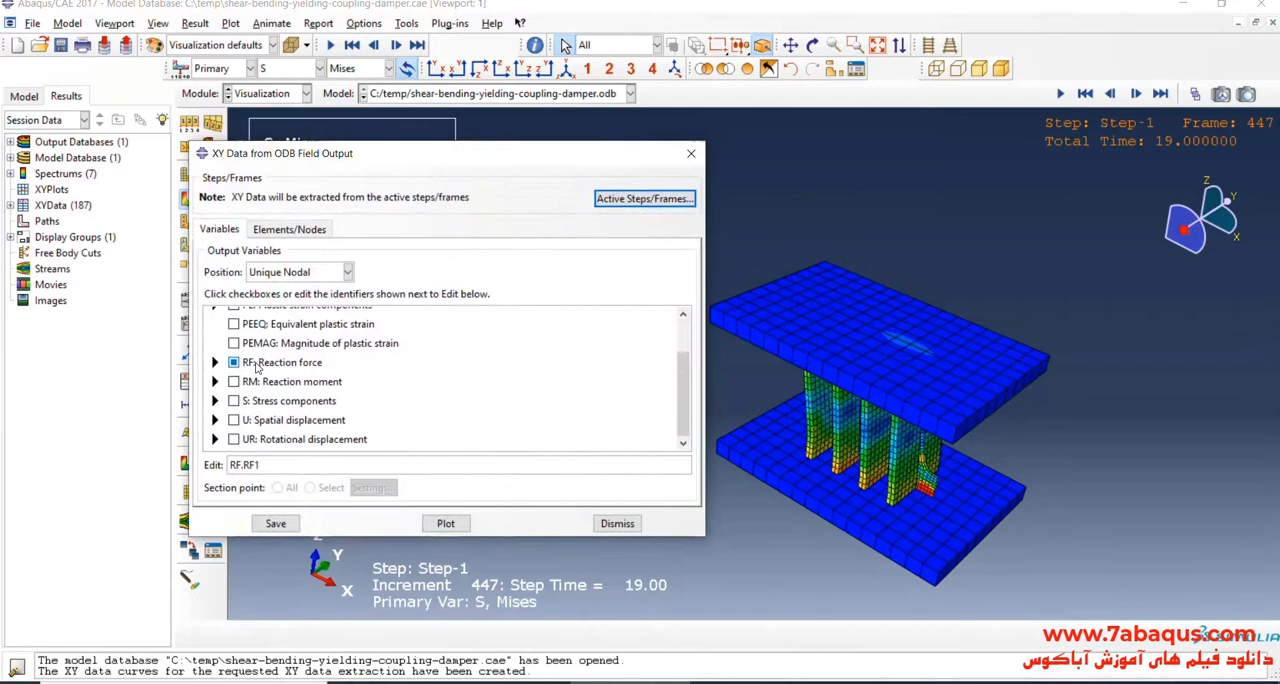 Abaqus/CAE 2017 - Model Database: C:\temp\shear-bending-yielding-coupling-damper.cae [Viewport: 1]
File Model Viewport View Result Plot Animate Report Options Tools Plug-ins Help
Visualization defaults All
Primary S Mises 1 2 3 4
Model Results Module: Visualization Model: C:/temp/shear-bending-yielding-coupling-damper.odb
Session Data
Output Databases (1)
Model Database (1)
Spectrums (7)
XYPlots
XYData (187)
Paths
Display Groups (1)
Free Body Cuts
Streams
Movies
Images
XY Data from ODB Field Output
Steps/Frames
Note: XY Data will be extracted from the active steps/frames
Active Steps/Frames...
Variables Elements/Nodes
Output Variables
Position: Unique Nodal
Click checkboxes or edit the identifiers shown next to Edit below.
PEEQ: Equivalent plastic strain
PEMAG: Magnitude of plastic strain
RF: Reaction force
RM: Reaction moment
S: Stress components
U: Spatial displacement
UR: Rotational displacement
Edit: RF.RF1
Section point: All Select Settings...
Save Plot Dismiss
Step: Step-1 Frame: 447
Total Time: 19.000000
Z
Y
X
Y
X
Step: Step-1
Increment 447: Step Time = 19.00
Primary Var: S, Mises
www.7abaqus.com
دانلود فیلم های آموزش آباکوس
The model database "C:\temp\shear-bending-yielding-coupling-damper.cae" has been opened.
The XY data curves for the requested XY data extraction have been created.